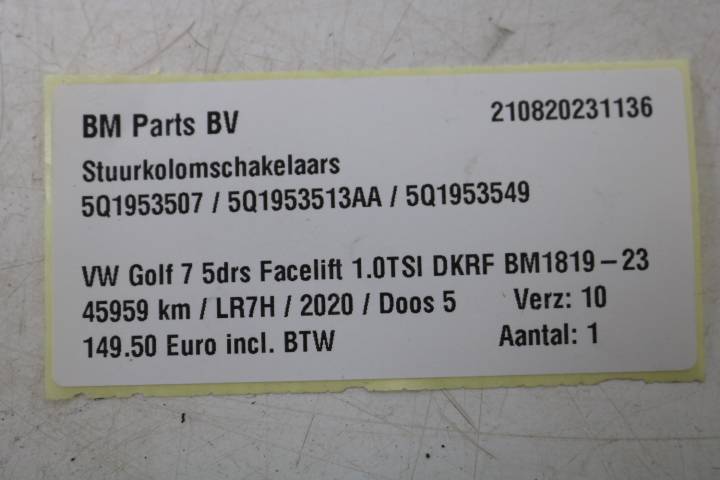 BM Parts BV 210820231136
Stuurkolomschakelaars
5Q1953507 / 5Q1953513AA / 5Q1953549
VW Golf 7 5drs Facelift 1.0TSI DKRF BM1819-23
45959 km / LR7H / 2020 / Doos 5 Verz: 10
149.50 Euro incl. BTW Aantal: 1